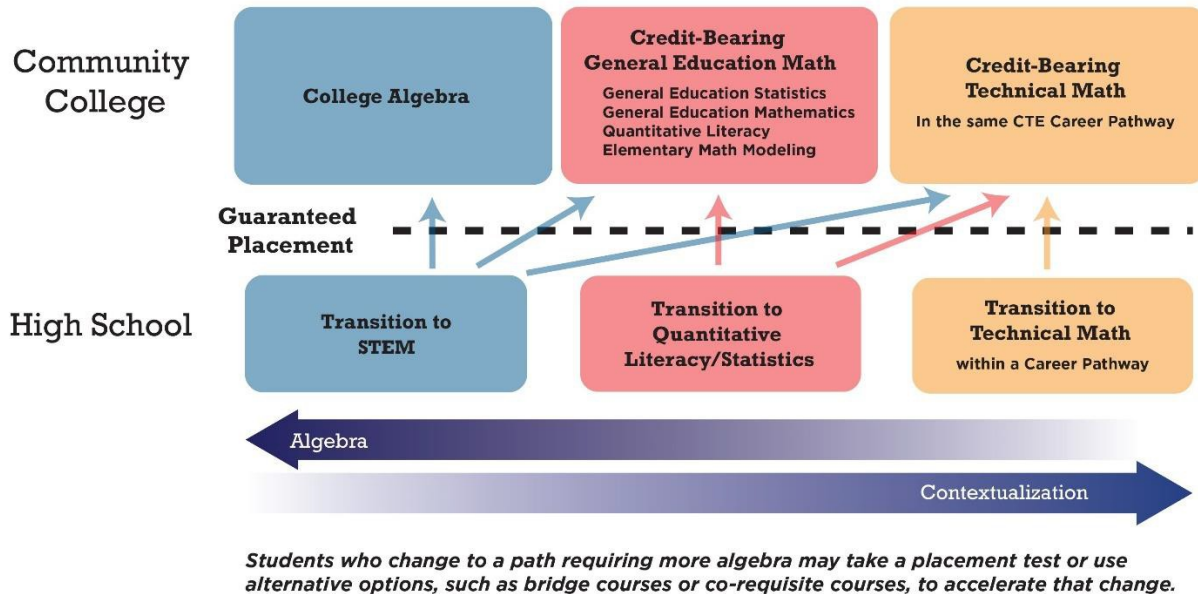 Community
College
College Algebra
Credit-Bearing
General Education Math
General Education Statistics
General Education Mathematics
Quantitative Literacy
Elementary Math Modeling
Credit-Bearing
Technical Math
In the same CTE Career Pathway
Guaranteed
Placement
High School
Transition to
STEM
Transition to
Quantitative
Literacy/Statistics
Transition to
Technical Math
within a Career Pathway
Algebra
Contextualization
Students who change to a path requiring more algebra may take a placement test or use
alternative options, such as bridge courses or co-requisite courses, to accelerate that change.